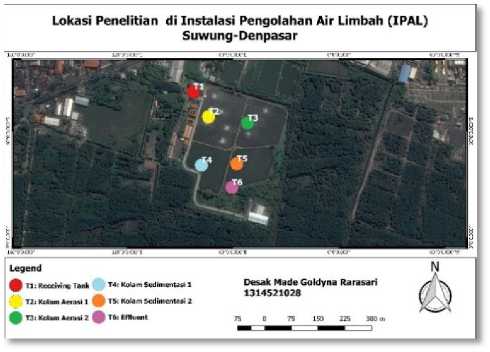 Lokasi Penelitian di Instalasi Pengolahan Air Limbah (IPAL)
Suwung-Denpasar
T1
T2
T3
T4
T5
T6
Legend
T1: Receiving Tank
T2: Kolam Aerasi 1
T3: Kolam Aerasi 2
T4: Kolam Sedimentasi 1
T5: Kolam Sedimentasi 2
T6: Effluent
Desak Made Goldyna Rarasari
1314521028
N
75 0 75 150 225 300 m